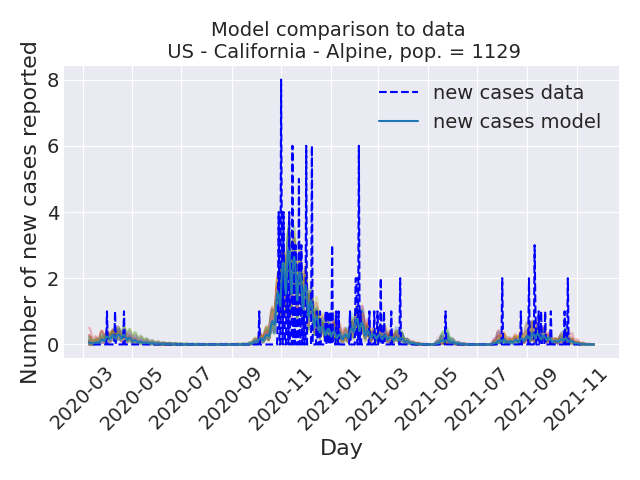 Model comparison to data
US - California - Alpine, pop. = 1129
Number of new cases reported
8
6
4
2
0
new cases data
new cases model
2020-03
2020-05
2020-07
2020-09
2020-11
2021-01
2021-03
2021-05
2021-07
2021-09
2021-11
Day